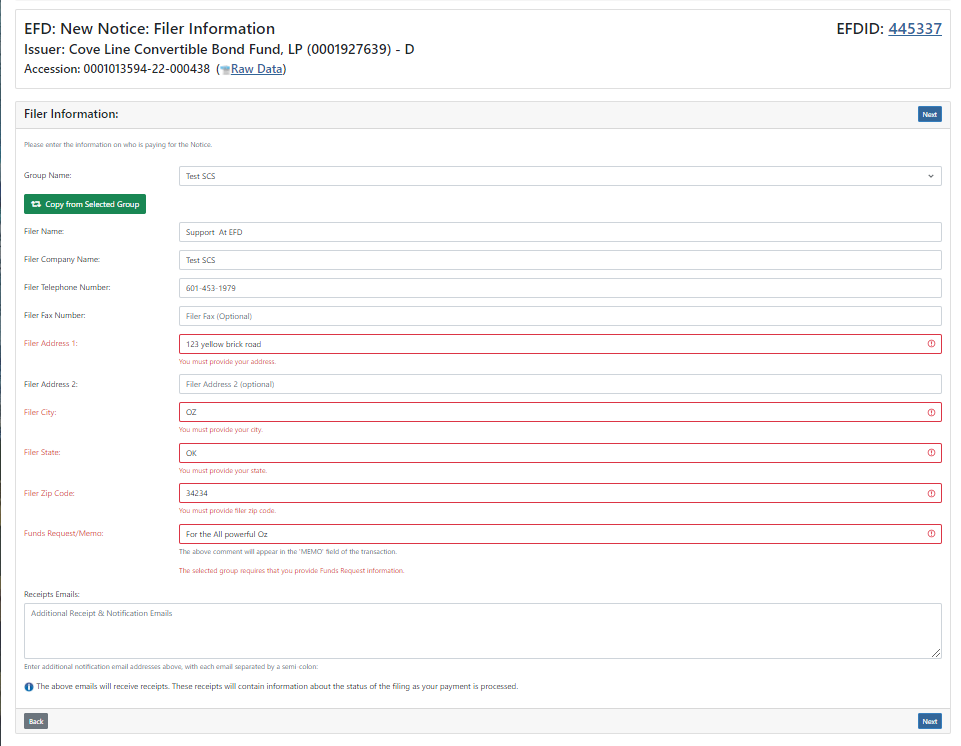 EFD: New Notice: Filer Information
EFDID: 445337
Issuer: Cove Line Convertible Bond Fund, LP (0001927639) - D
Accession: 0001013594-22-000438 (Raw Data)
Filer Information:
Next
Please enter the information on who is paying for the Notice.
Group Name:
Test SCS
Copy from Selected Group
Filer Name:
Support At EFD
Filer Company Name:
Test SCS
Filer Telephone Number:
601-453-1979
Filer Fax Number:
Filer Fax (Optional)
Filer Address 1:
123 yellow brick road
You must provide your address.
Filer Address 2:
Filer Address 2 (optional)
Filer City:
OZ
You must provide your city.
Filer State:
OK
You must provide your state.
Filer Zip Code:
34234
You must provide filer zip code.
Funds Request/Memo:
For the All powerful Oz
The above comment will appear in the 'MEMO' field of the transaction.
The selected group requires that you provide Funds Request information.
Receipts Emails:
Additional Receipt & Notification Emails
Enter additional notification email addresses above, with each email separated by a semi-colon:
The above emails will receive receipts. These receipts will contain information about the status of the filing as your payment is processed.
Back
Next